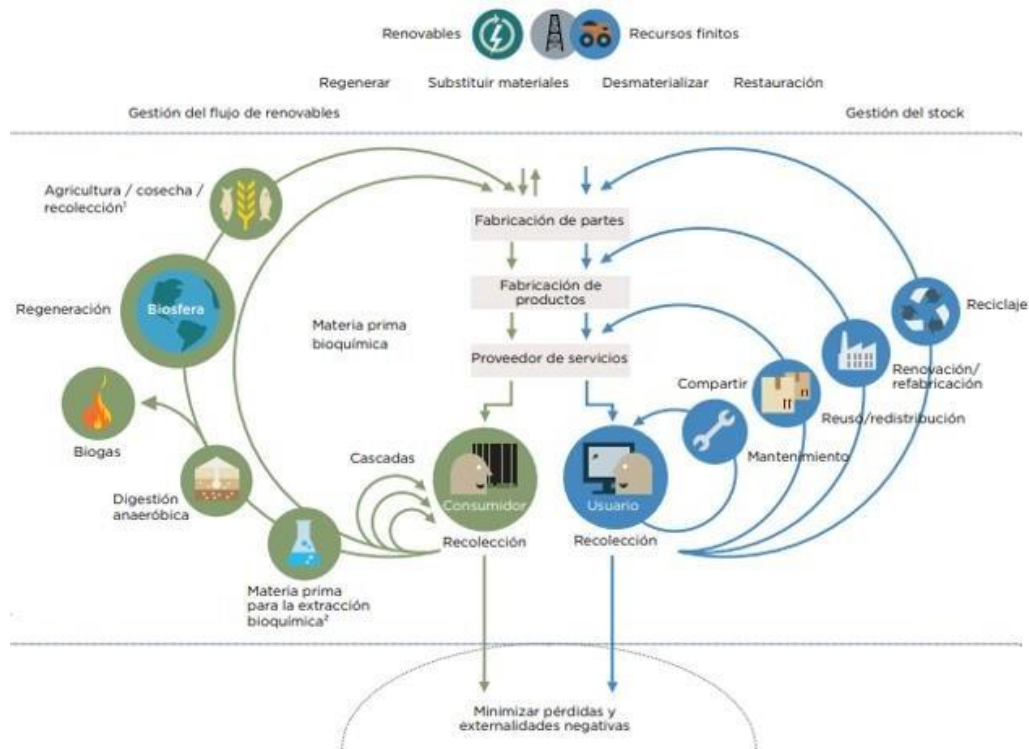 Renovables
Recursos finitos
Regenerar
Substituir materiales
Desmaterializar
Restauración
Gestión del flujo de renovables
Gestión del stock
Agricultura / cosecha /
recolección¹
Fabricación de partes
Regeneración
Biosfera
Fabricación de
productos
Reciclaje
Materia prima
bioquímica
Proveedor de servicios
Renovación/
refabricación
Compartir
Reuso/redistribución
Biogas
Cascadas
Mantenimiento
Digestión
anaeróbica
Consumidor
Usuario
Recolección
Recolección
Materia prima
para la extracción
bioquímica²
Minimizar pérdidas y
externalidades negativas